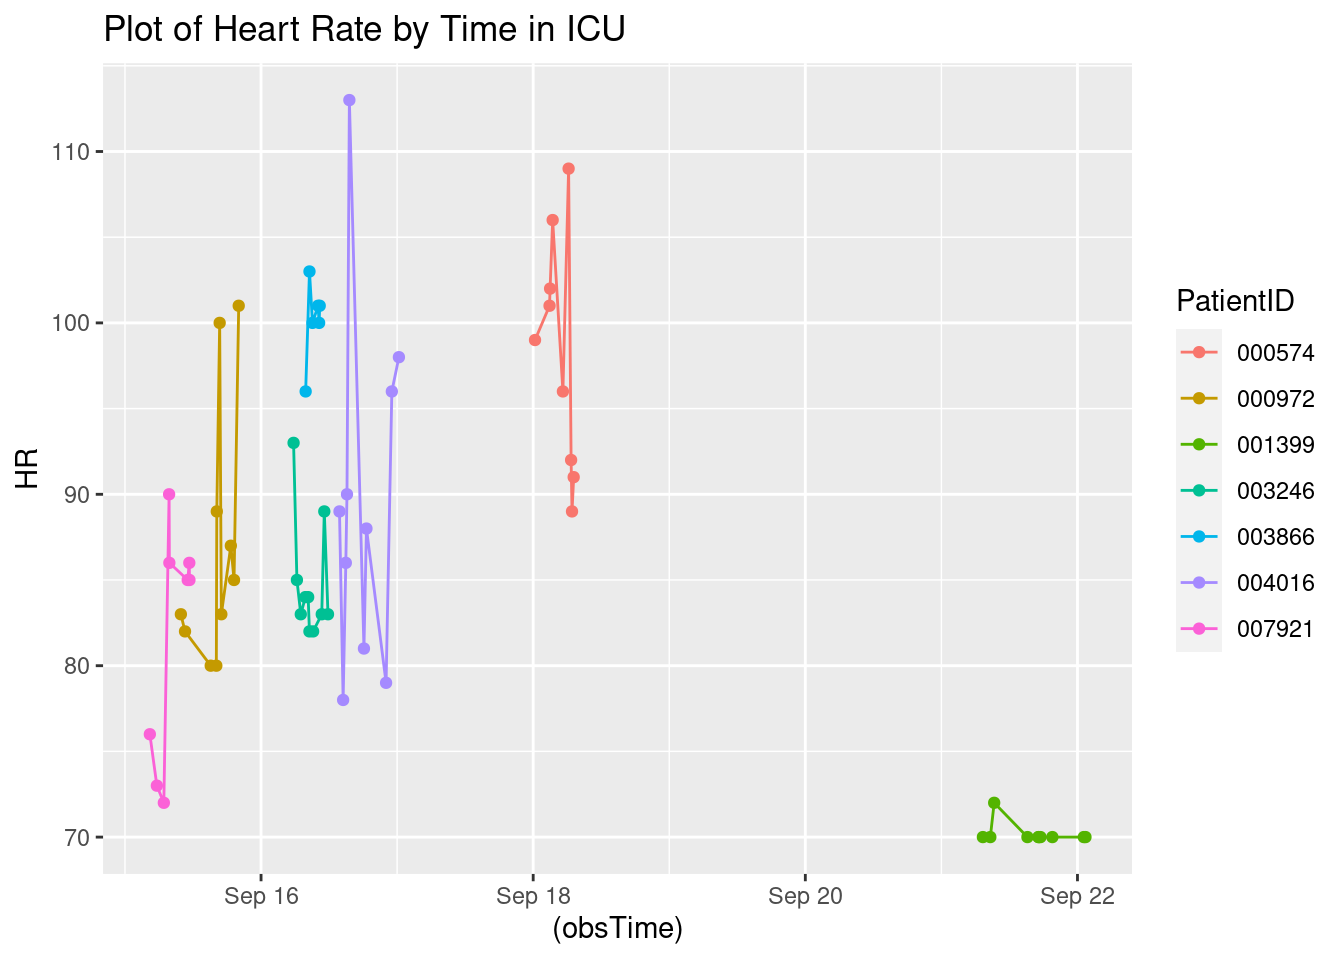 Plot of Heart Rate by Time in ICU
110
100
90
80
70
HR
Sep 16
Sep 18
Sep 20
Sep 22
(obsTime)
PatientID
000574
000972
001399
003246
003866
004016
007921